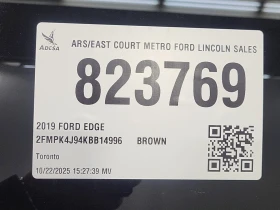 ADESA
ARS/EAST COURT METRO FORD LINCOLN SALES
823769
2019 FORD EDGE
2FMPK4J94KBB14996 BROWN
Toronto
10/22/2025 15:27:39 MU